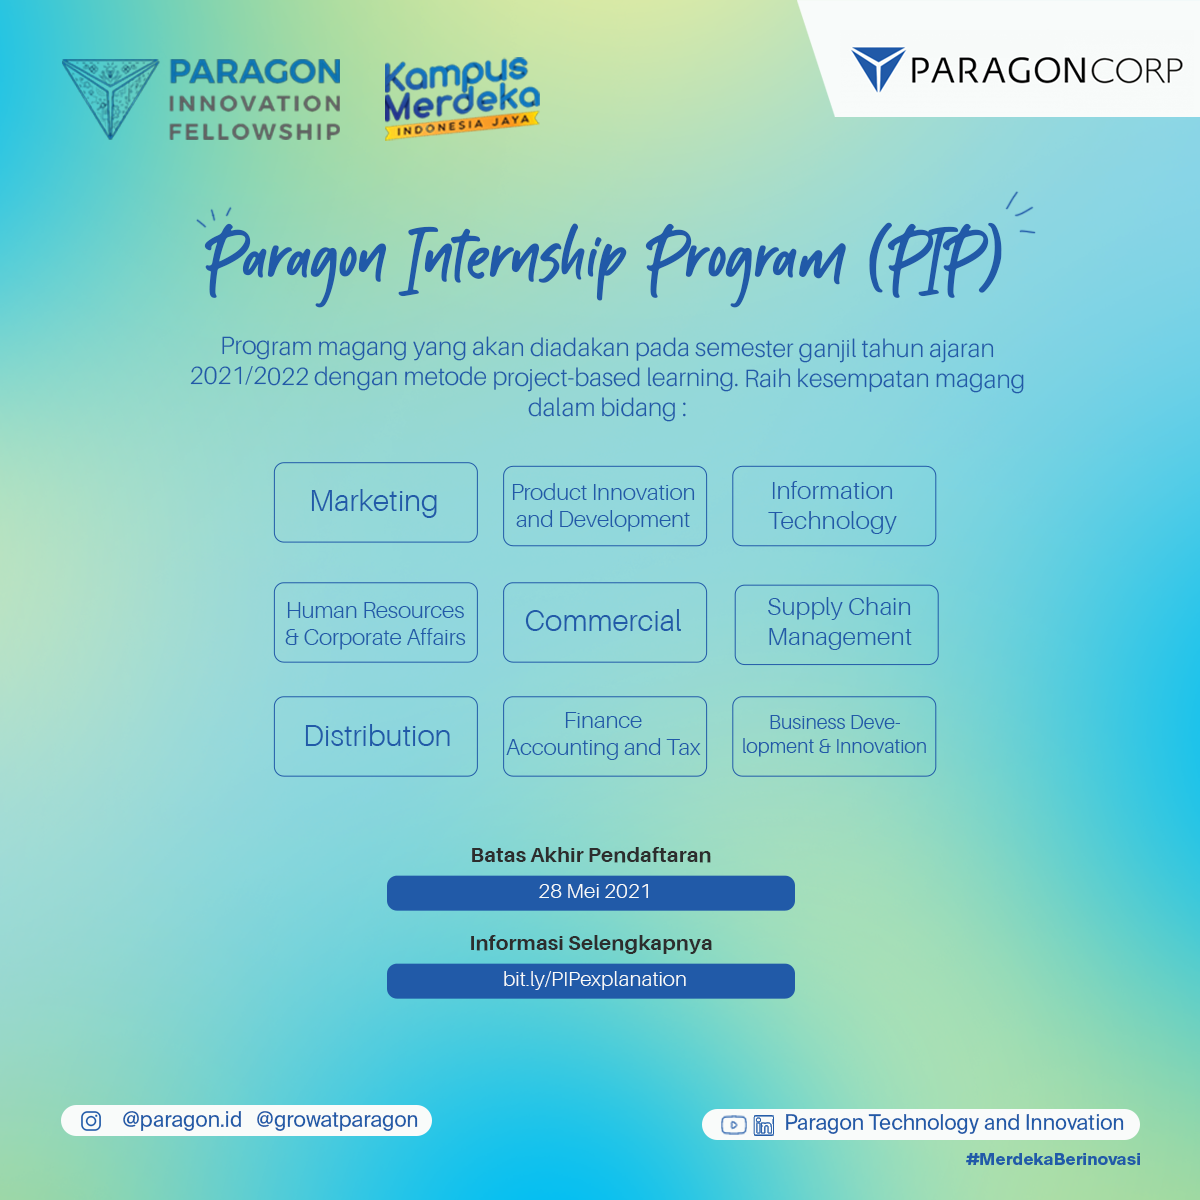 PARAGON
INNOVATION
FELLOWSHIP
Kampus
Merdeka
INDONESIA JAYA
PARAGONCORP
Paragon Internship Program (PIP)
Program magang yang akan diadakan pada semester ganjil tahun ajaran
2021/2022 dengan metode project-based learning. Raih kesempatan magang
dalam bidang :
Marketing
Product Innovation
and Development
Information
Technology
Human Resources
& Corporate Affairs
Commercial
Supply Chain
Management
Distribution
Finance
Accounting and Tax
Business Deve-
lopment & Innovation
Batas Akhir Pendaftaran
28 Mei 2021
Informasi Selengkapnya
bit.ly/PIPexplanation
@paragon.id @growatparagon
Paragon Technology and Innovation
#MerdekaBerinovasi